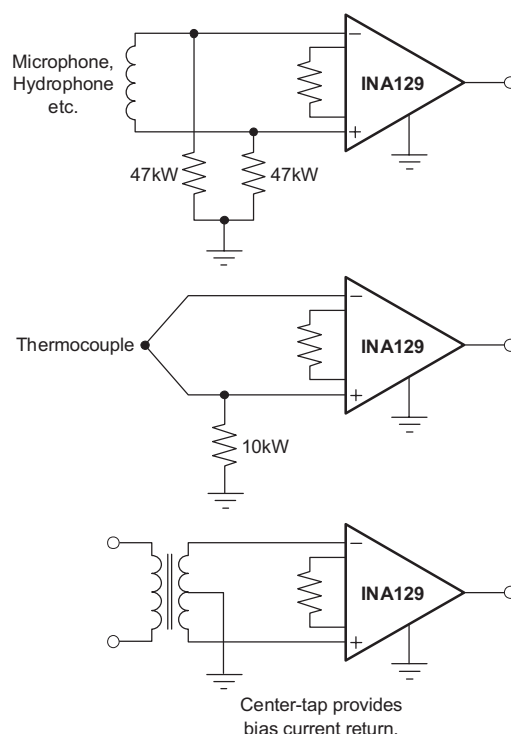 Microphone,
Hydrophone
etc.
−
INA129
+
47kW
47kW
Thermocouple
−
INA129
+
10kW
−
INA129
+
Center-tap provides
bias current return.